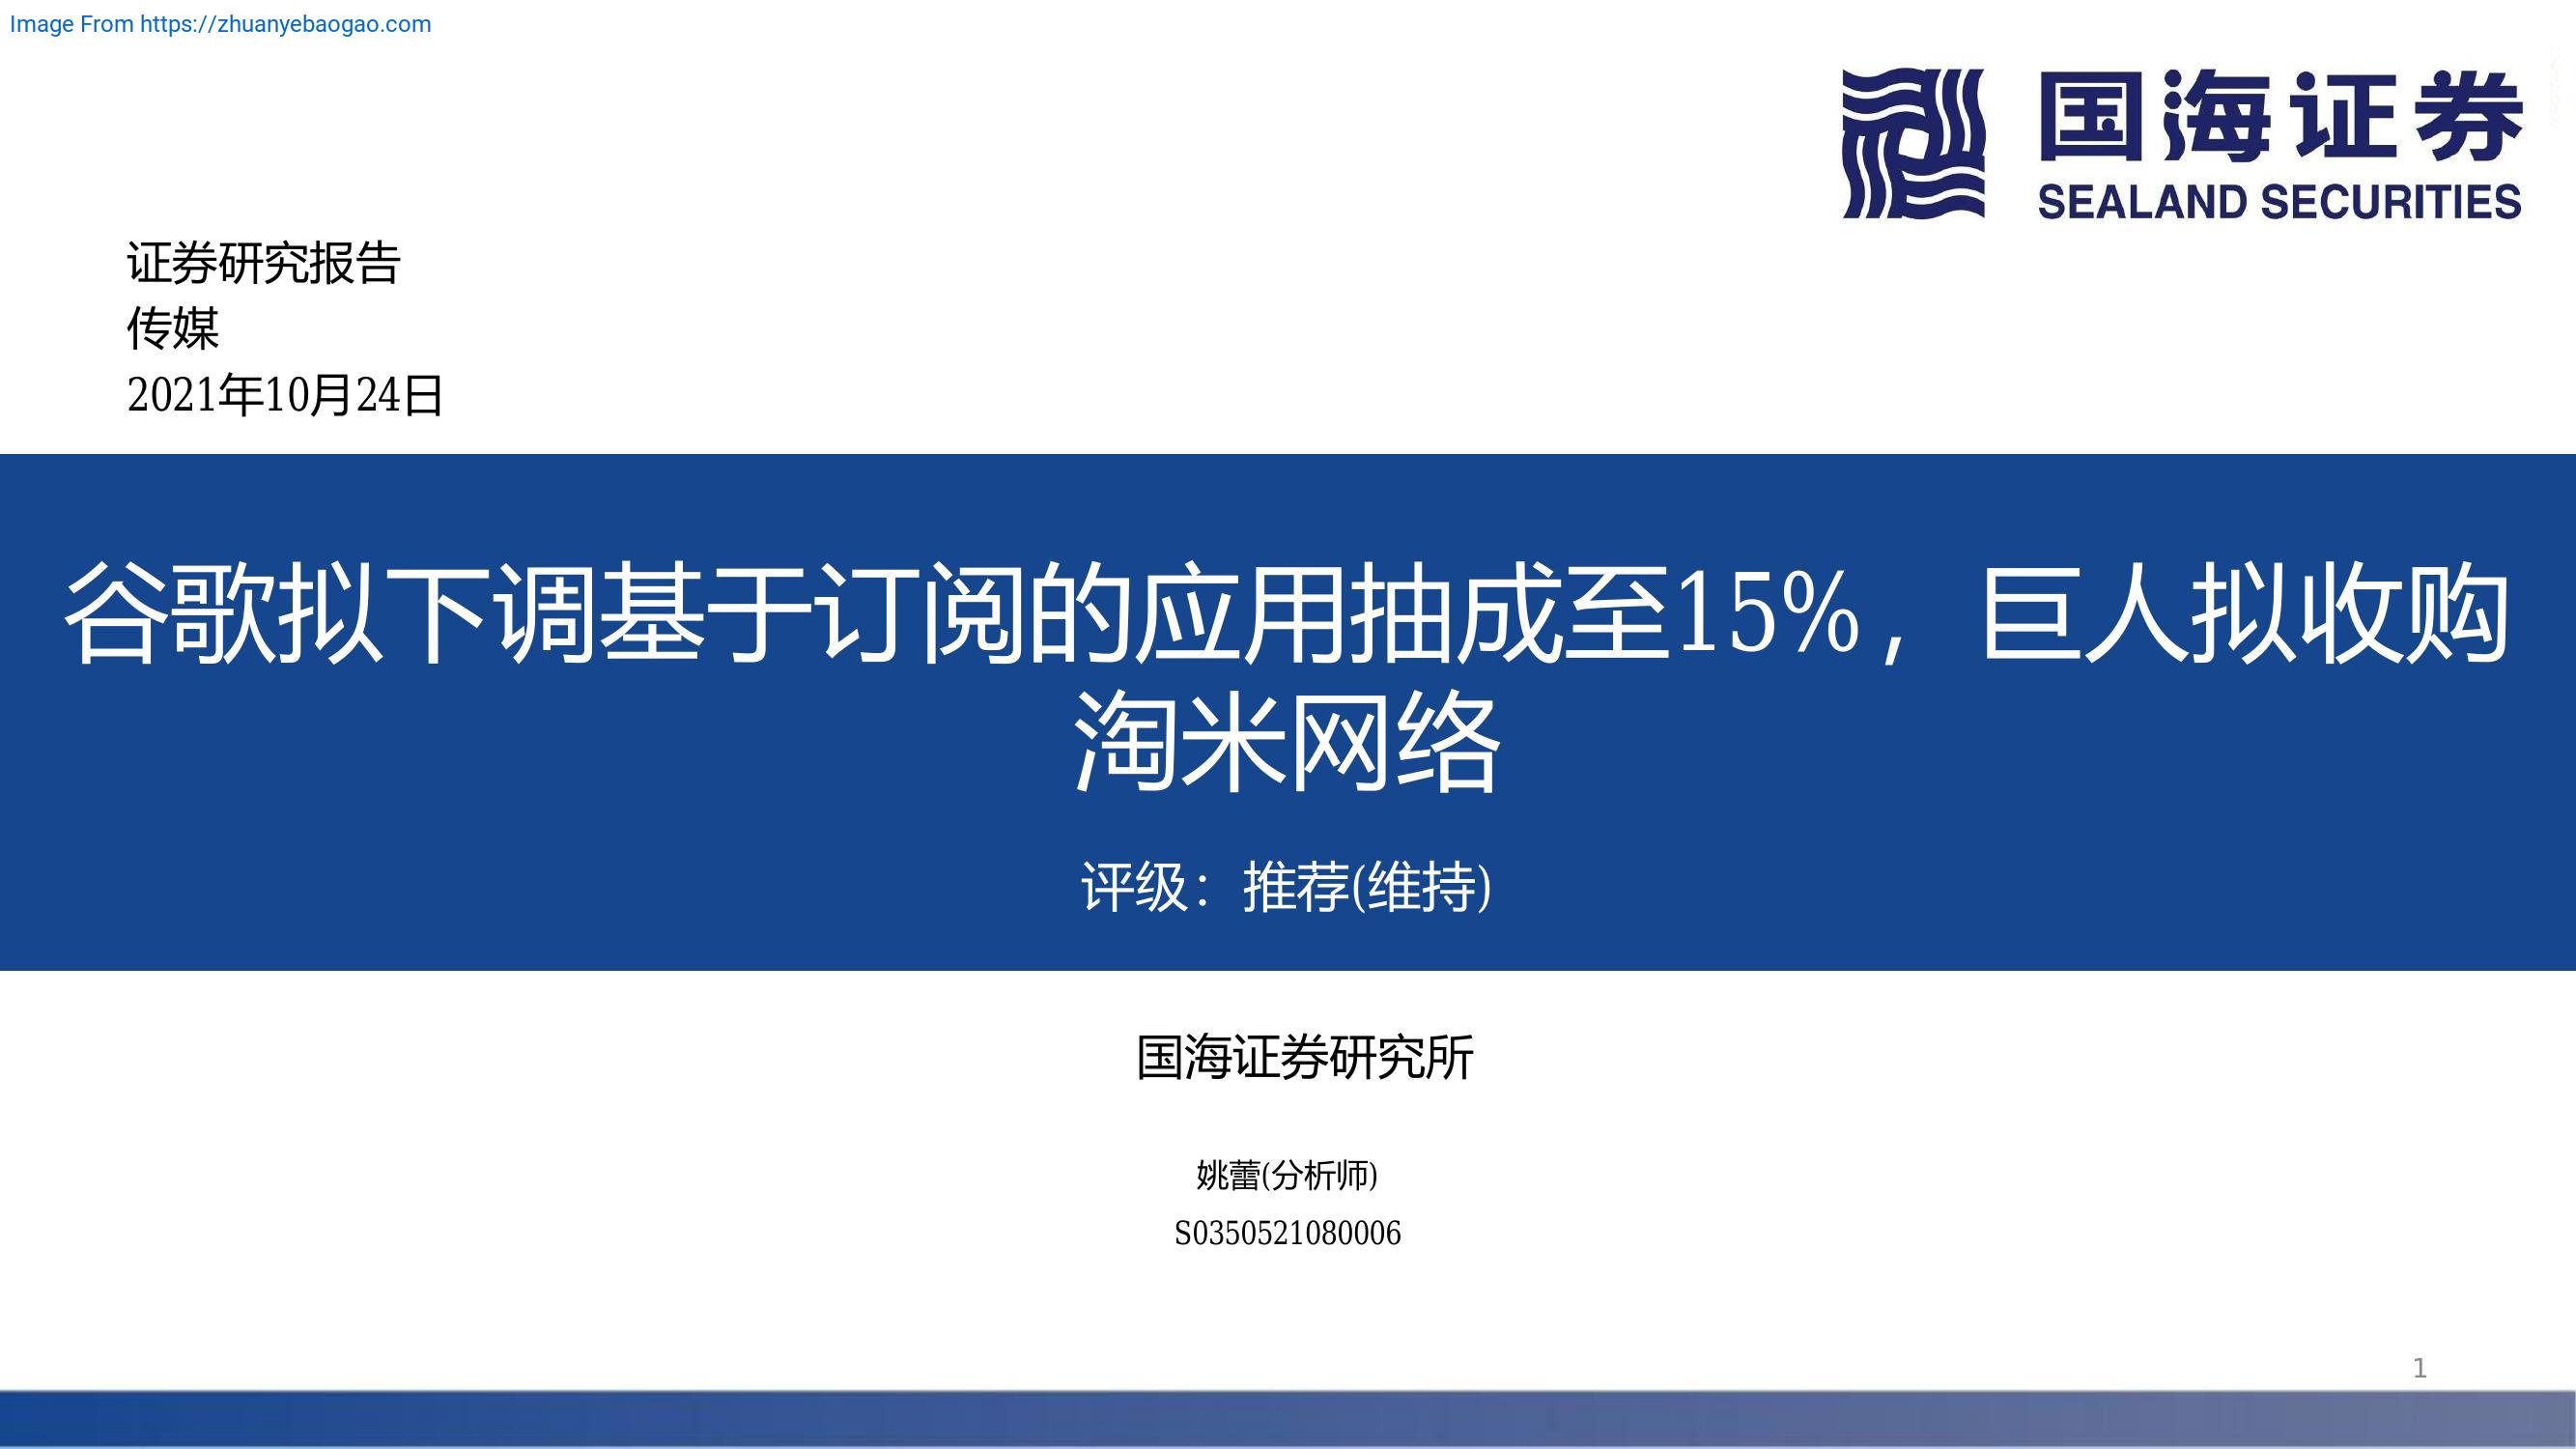 Image From https://zhuanyebaogao.com
国海证券
SEALAND SECURITIES
证券研究报告
传媒
2021年10月24日
谷歌拟下调基于订阅的应用抽成至15%，巨人拟收购
淘米网络
评级：推荐(维持)
国海证券研究所
姚蕾(分析师)
S0350521080006
1